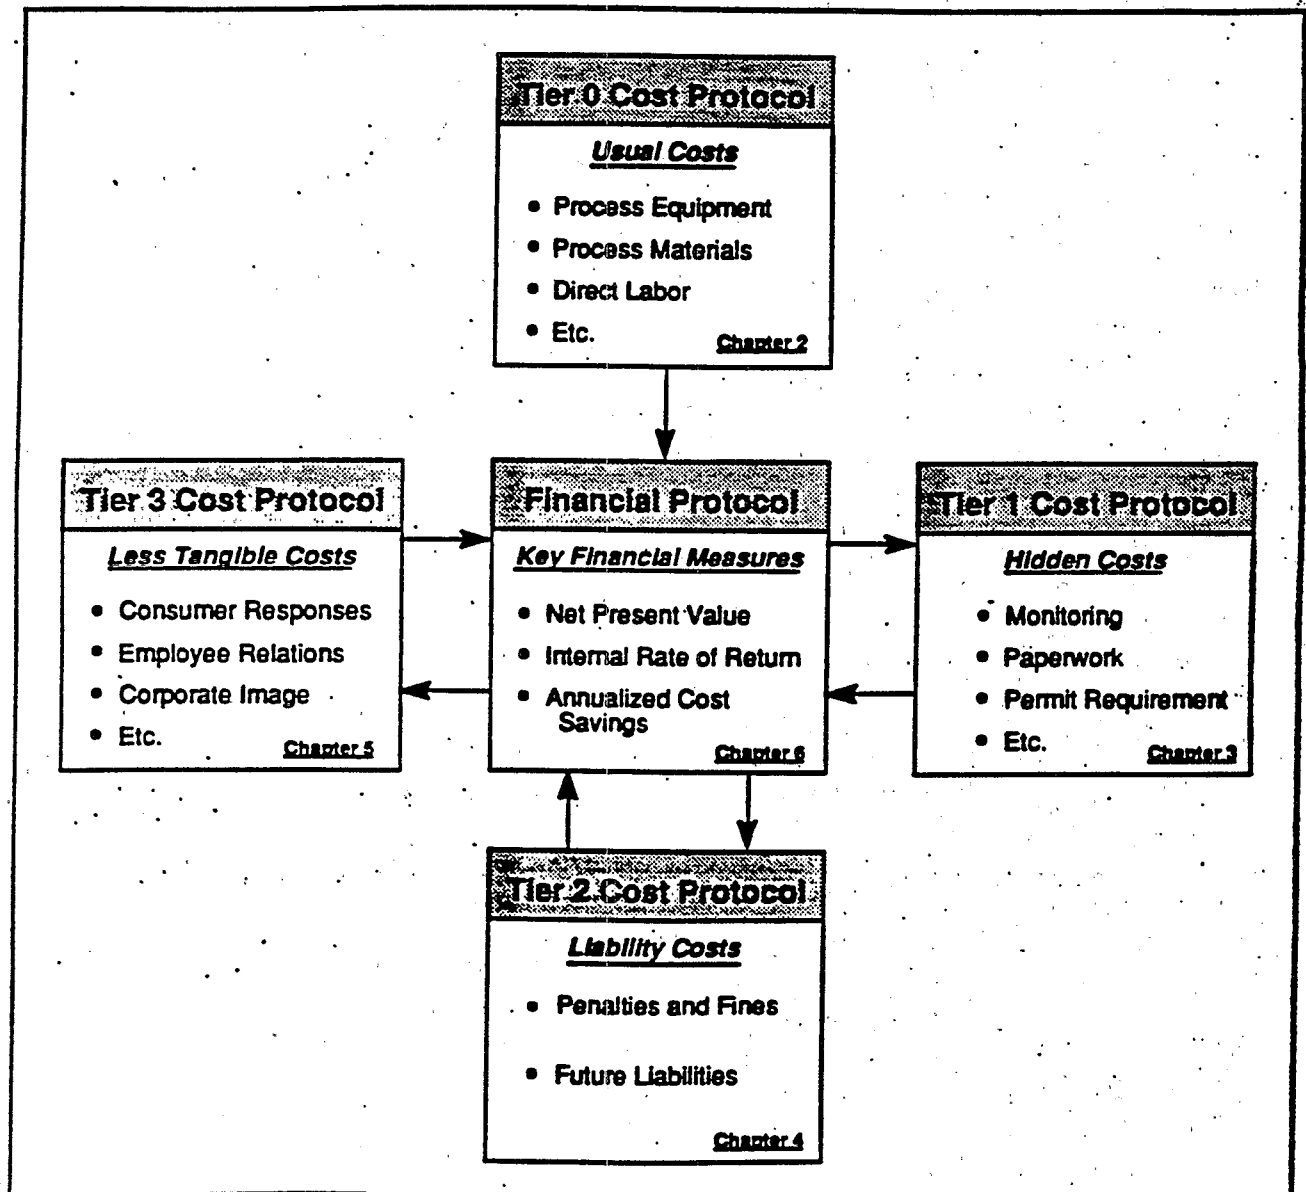 Tier 0 Cost Protocol
Usual Costs
• Process Equipment
• Process Materials
• Direct Labor
• Etc.
Chapter 2
Tier 3 Cost Protocol
Less Tangible Costs
• Consumer Responses
• Employee Relations
• Corporate Image
• Etc.
Chapter 5
Financial Protocol
Key Financial Measures
• Net Present Value
• Internal Rate of Return
• Annualized Cost
Savings
Chapter 6
Tier 1 Cost Protocol
Hidden Costs
• Monitoring
• Paperwork
• Permit Requirement
• Etc.
Chapter 3
Tier 2 Cost Protocol
Liability Costs
• Penalties and Fines
• Future Liabilities
Chapter 4